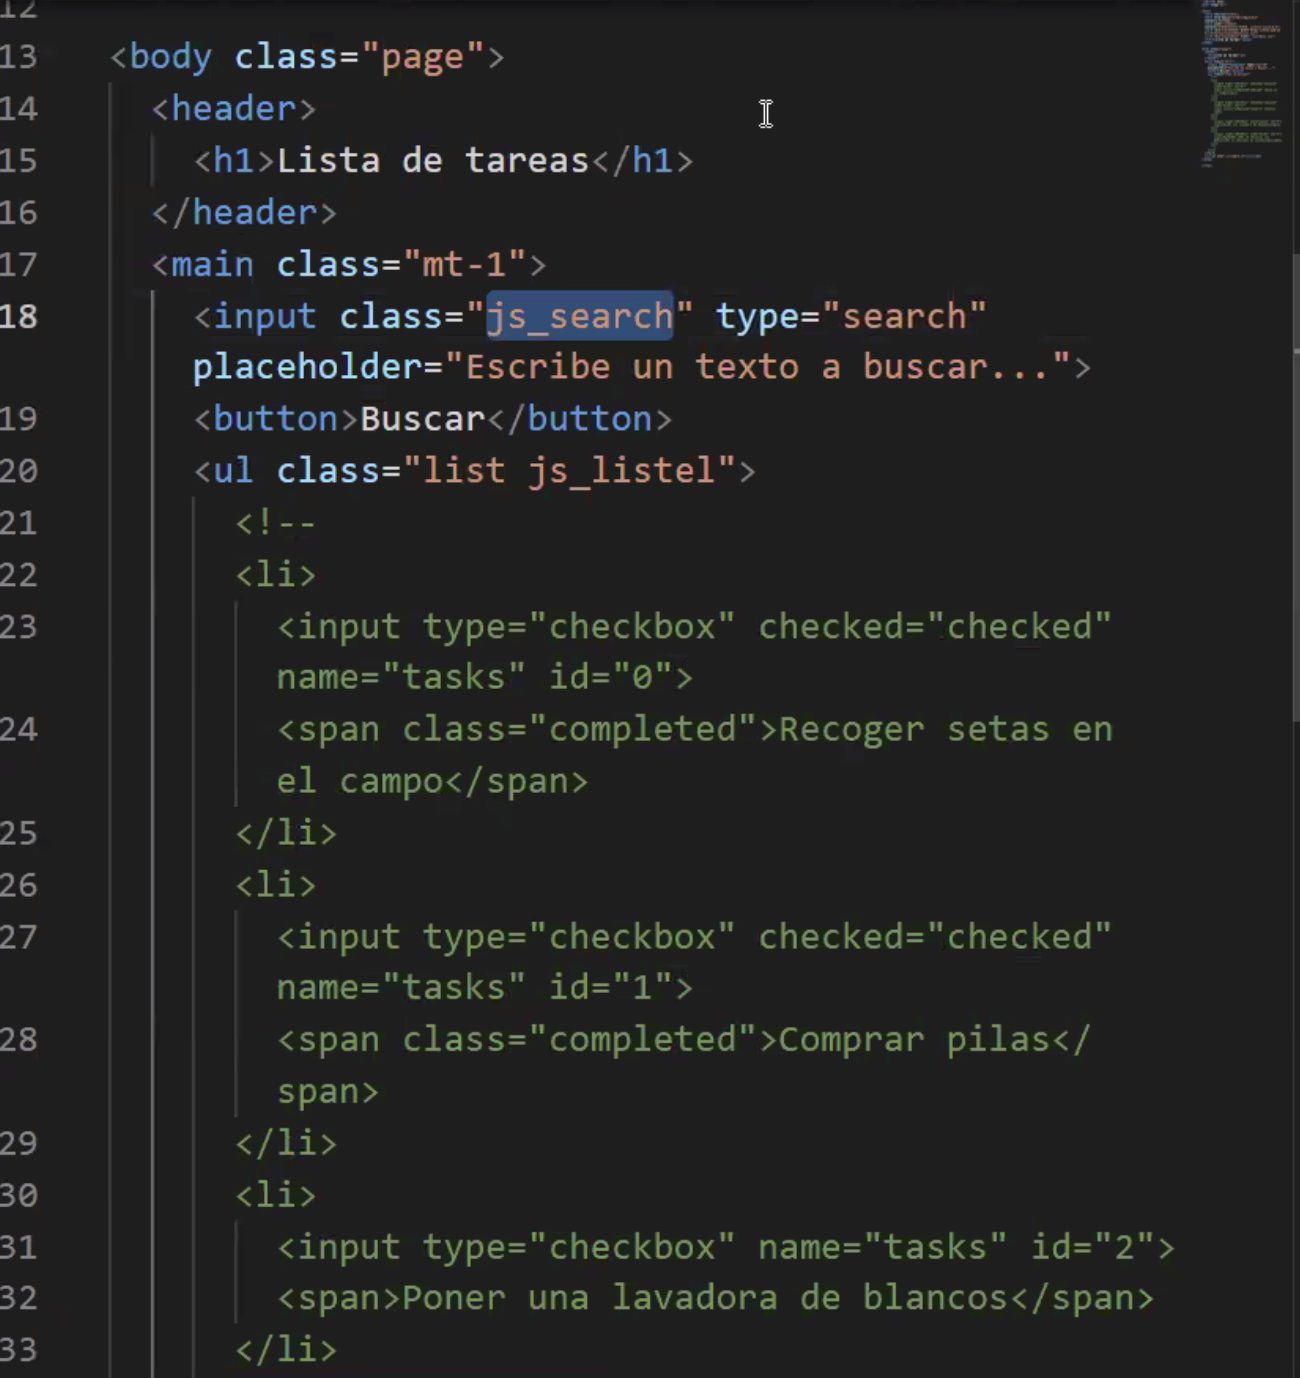 12
13 <body class="page">
14 <header>
15 <h1>Lista de tareas</h1>
16 </header>
17 <main class="mt-1">
18 <input class="js_search" type="search"
placeholder="Escribe un texto a buscar...">
19 <button>Buscar</button>
20 <ul class="list js_listel">
21 <!--
22 <li>
23 <input type="checkbox" checked="checked"
name="tasks" id="0">
24 <span class="completed">Recoger setas en
el campo</span>
25 </li>
26 <li>
27 <input type="checkbox" checked="checked"
name="tasks" id="1">
28 <span class="completed">Comprar pilas</
span>
29 </li>
30 <li>
31 <input type="checkbox" name="tasks" id="2">
32 <span>Poner una lavadora de blancos</span>
33 </li>